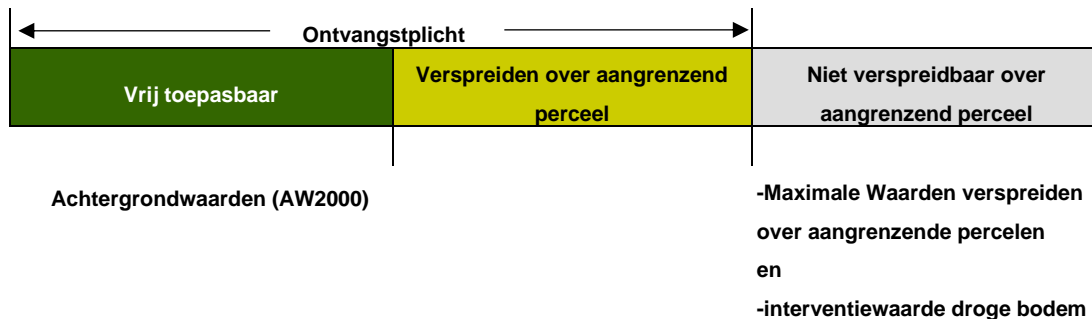 Ontvangstplicht
Vrij toepasbaar
Verspreiden over aangrenzend
perceel
Niet verspreidbaar over
aangrenzend perceel
Achtergrondwaarden (AW2000)
-Maximale Waarden verspreiden
over aangrenzende percelen
en
-interventiewaarde droge bodem